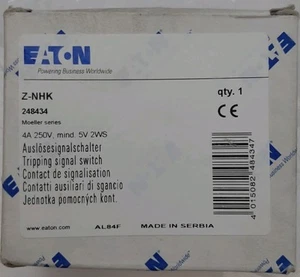 EATON
Powering Business Worldwide
Z-NHK
qty. 1
248434
Moeller series
CE
4A 250V, mind. 5V 2WS
Auslösesignalschalter
Tripping signal switch
Contact de signalisation
Contatti ausiliari di sgancio
Jednotka pomocných kont.
4 015082 484347
www.eaton.com
AL84F
MADE IN SERBIA